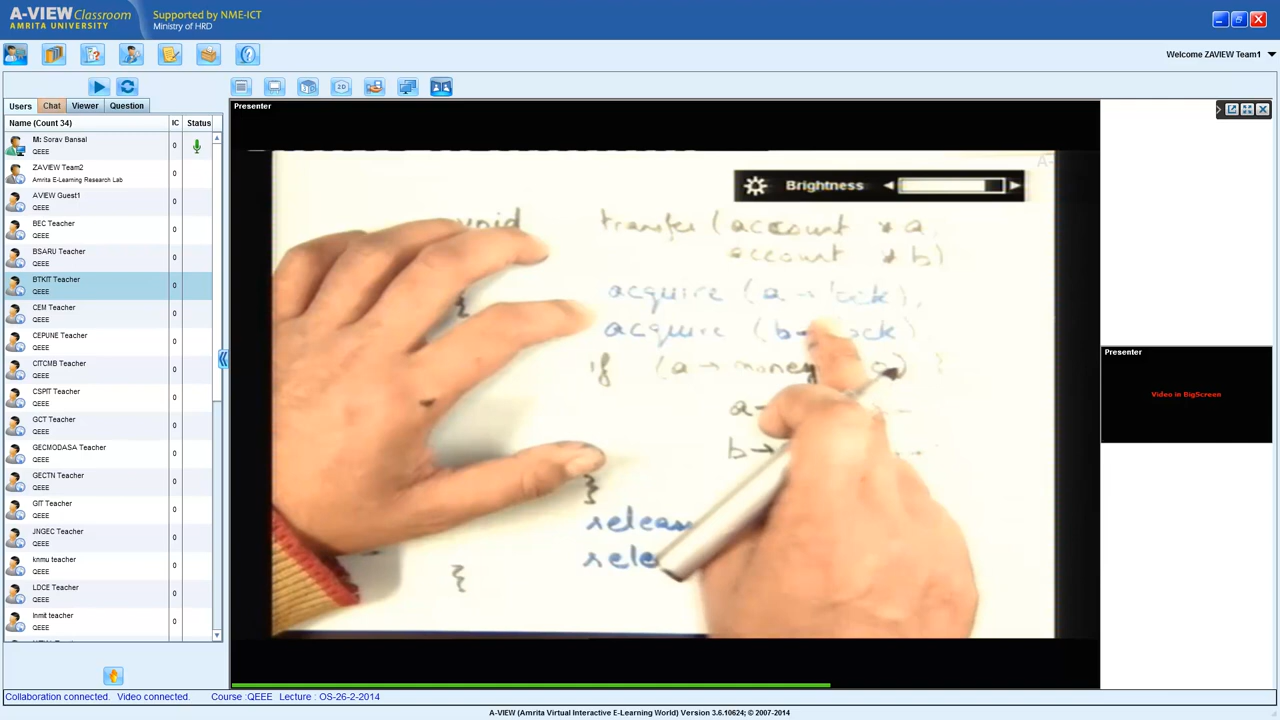 A-VIEW Classroom
AMRITA UNIVERSITY
Supported by NME-ICT
Ministry of HRD
Welcome ZAVIEW Team1
Users Chat Viewer Question
Name (Count 34) IC Status
M: Sorav Bansal
QEEE 0
ZAVIEW Team2
Amrita E-Learning Research Lab 0
AVIEW Guest1
QEEE 0
BEC Teacher
QEEE 0
BSARU Teacher
QEEE 0
BTKIT Teacher
QEEE 0
CEM Teacher
QEEE 0
CEPUNE Teacher
QEEE 0
CITCMB Teacher
QEEE 0
CSPIT Teacher
QEEE 0
GCT Teacher
QEEE 0
GECMODASA Teacher
QEEE 0
GECTN Teacher
QEEE 0
GIT Teacher
QEEE 0
JNGEC Teacher
QEEE 0
knmu Teacher
QEEE 0
LDCE Teacher
QEEE 0
lnmit teacher
QEEE 0
2D
Presenter
A-
Brightness
void transfer (account * a,
account * b)
{
acquire (a → lock),
acquire (b → lock)
if (a → money a) {
a →
b →
}
releas
rele
{
Presenter
Video in BigScreen
Collaboration connected. Video connected. Course :QEEE Lecture : OS-26-2-2014
A-VIEW (Amrita Virtual Interactive E-Learning World) Version 3.6.10624; © 2007-2014